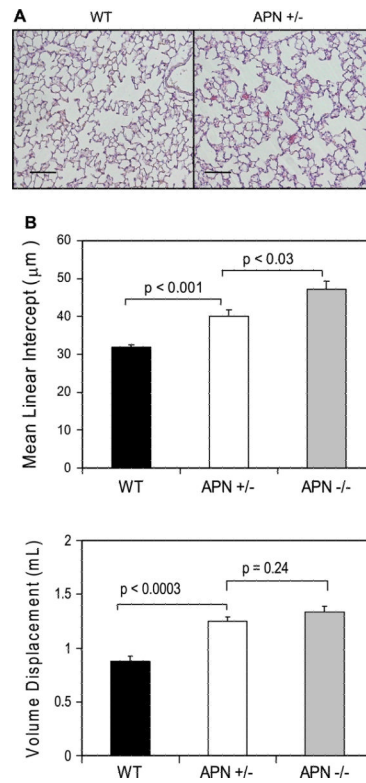 A
WT
APN +/-
B
Mean Linear Intercept (μm)
60
50
40
30
20
10
0
p < 0.001
p < 0.03
WT
APN +/-
APN -/-
Volume Displacement (mL)
2
1.5
1
0.5
0
p < 0.0003
p = 0.24
WT
APN +/-
APN -/-